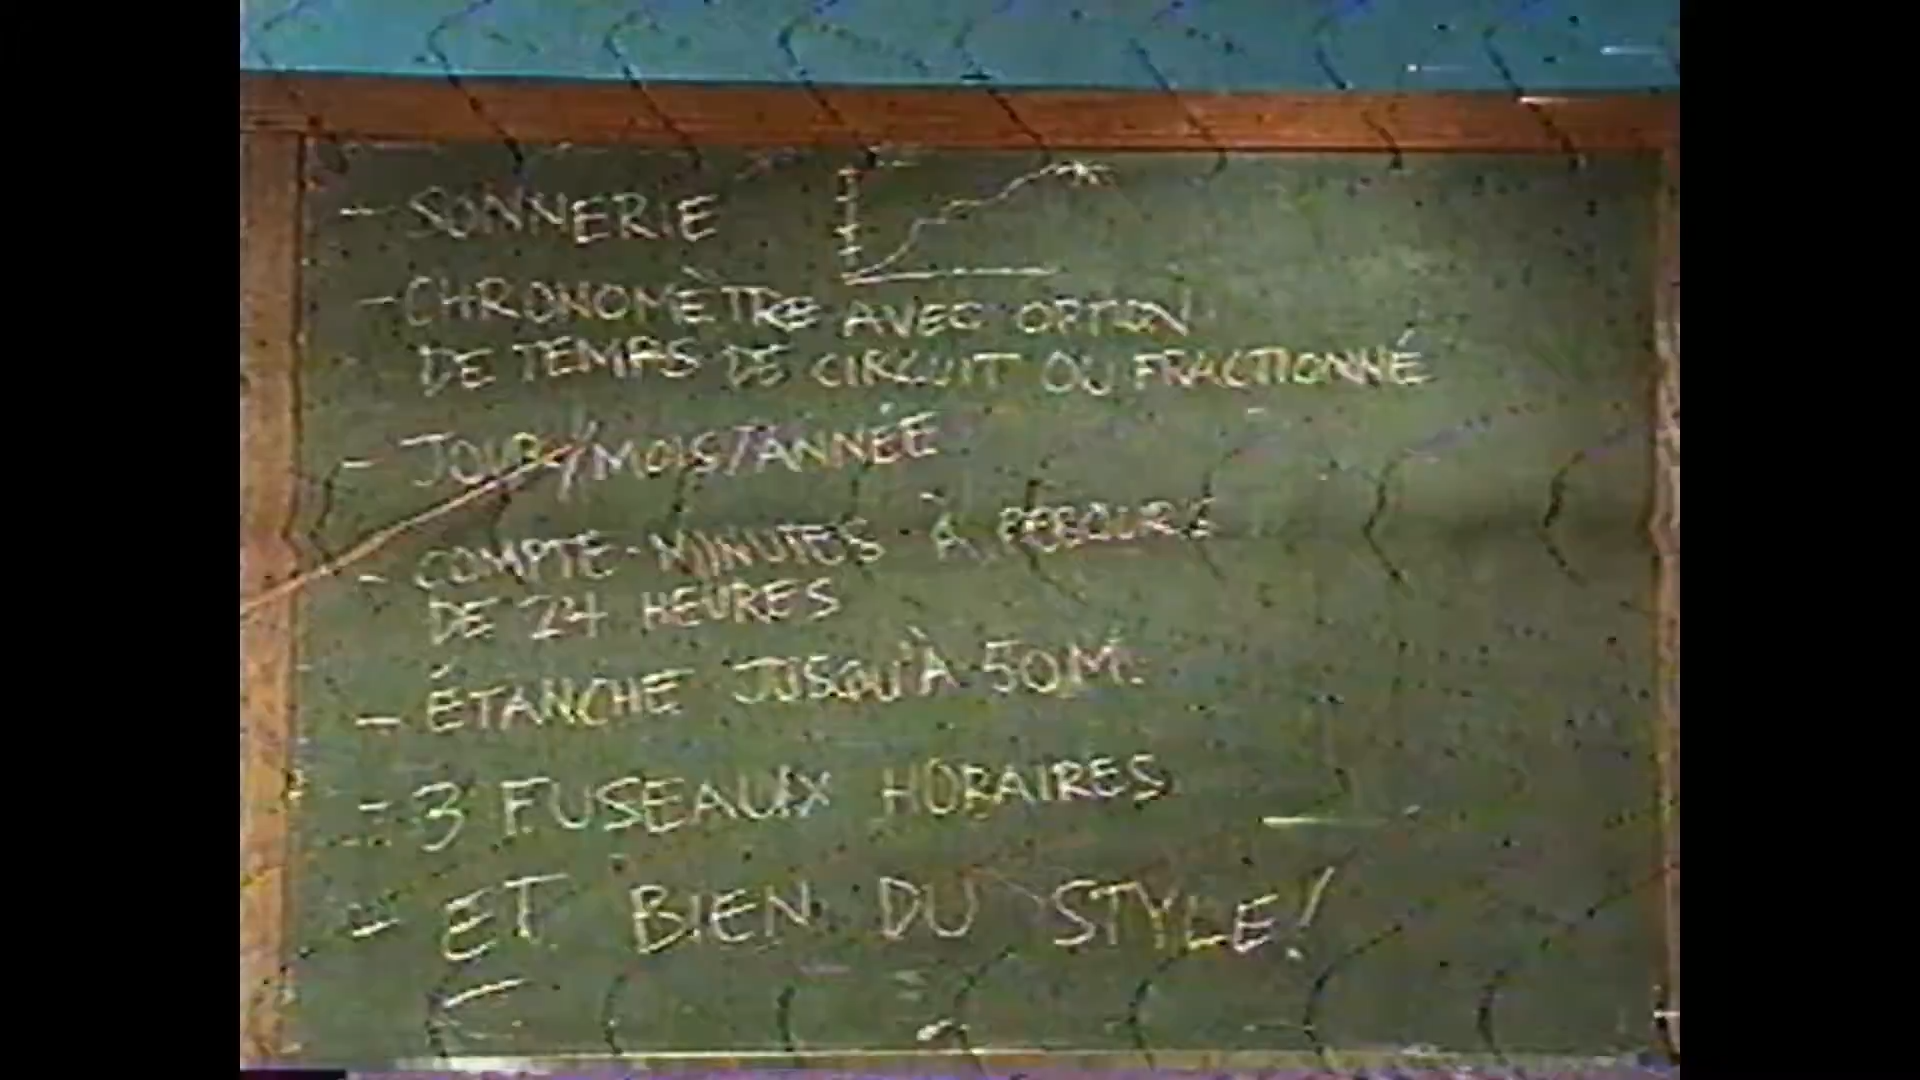 - SONNERIE
- CHRONOMÈTRE AVEC OPTION
DE TEMPS DE CIRCUIT OU FRACTIONNÉ
- JOUR/MOIS/ANNÉE
- COMPTE-MINUTES À REBOURS
DE 24 HEURES
- ÉTANCHE JUSQU'À 50 M.
- 3 FUSEAUX HORAIRES
- ET BIEN DU STYLE!